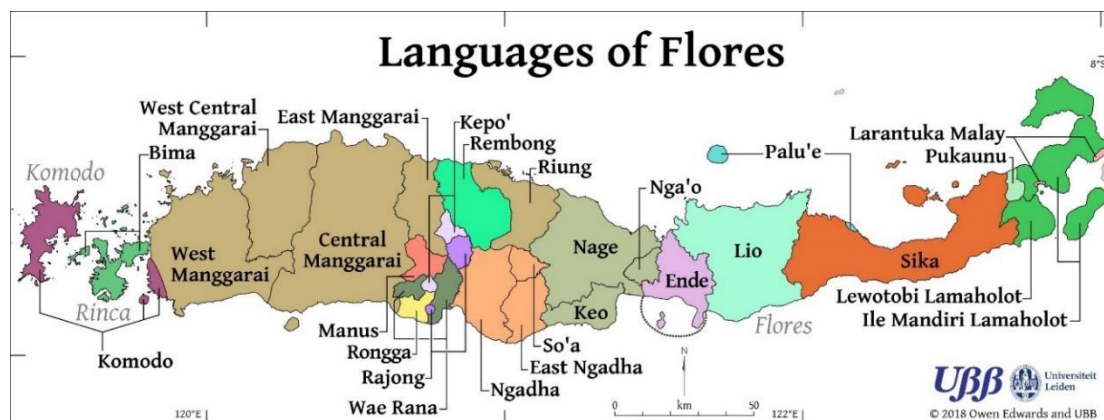 Languages of Flores
8°S
West Central
Manggarai
Bima
East Manggarai
Kepo'
Rembong
Riung
Larantuka Malay
Pukaunu
Palu'e
Komodo
Nga'o
Nage
Lio
Central
Manggarai
West
Manggarai
Sika
Ende
Rinca
Lewotobi Lamaholot
Ile Mandiri Lamaholot
Keo
Flores
Manus
Rongga
Rajong
Wae Rana
So'a
East Ngadha
Ngadha
Komodo
N
0 50 100
km
120°E
122°E
UBB
Universiteit
Leiden
© 2018 Owen Edwards and UBB